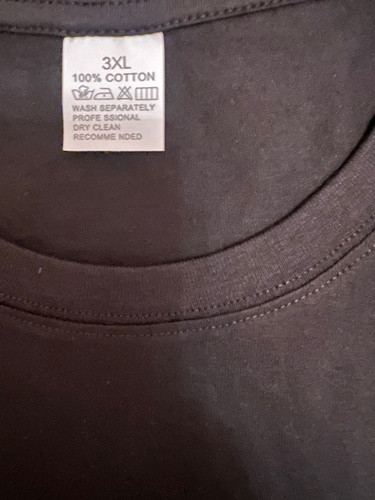 3XL
100% COTTON
WASH SEPARATELY
PROFE SSIONAL
DRY CLEAN
RECOMME NDED